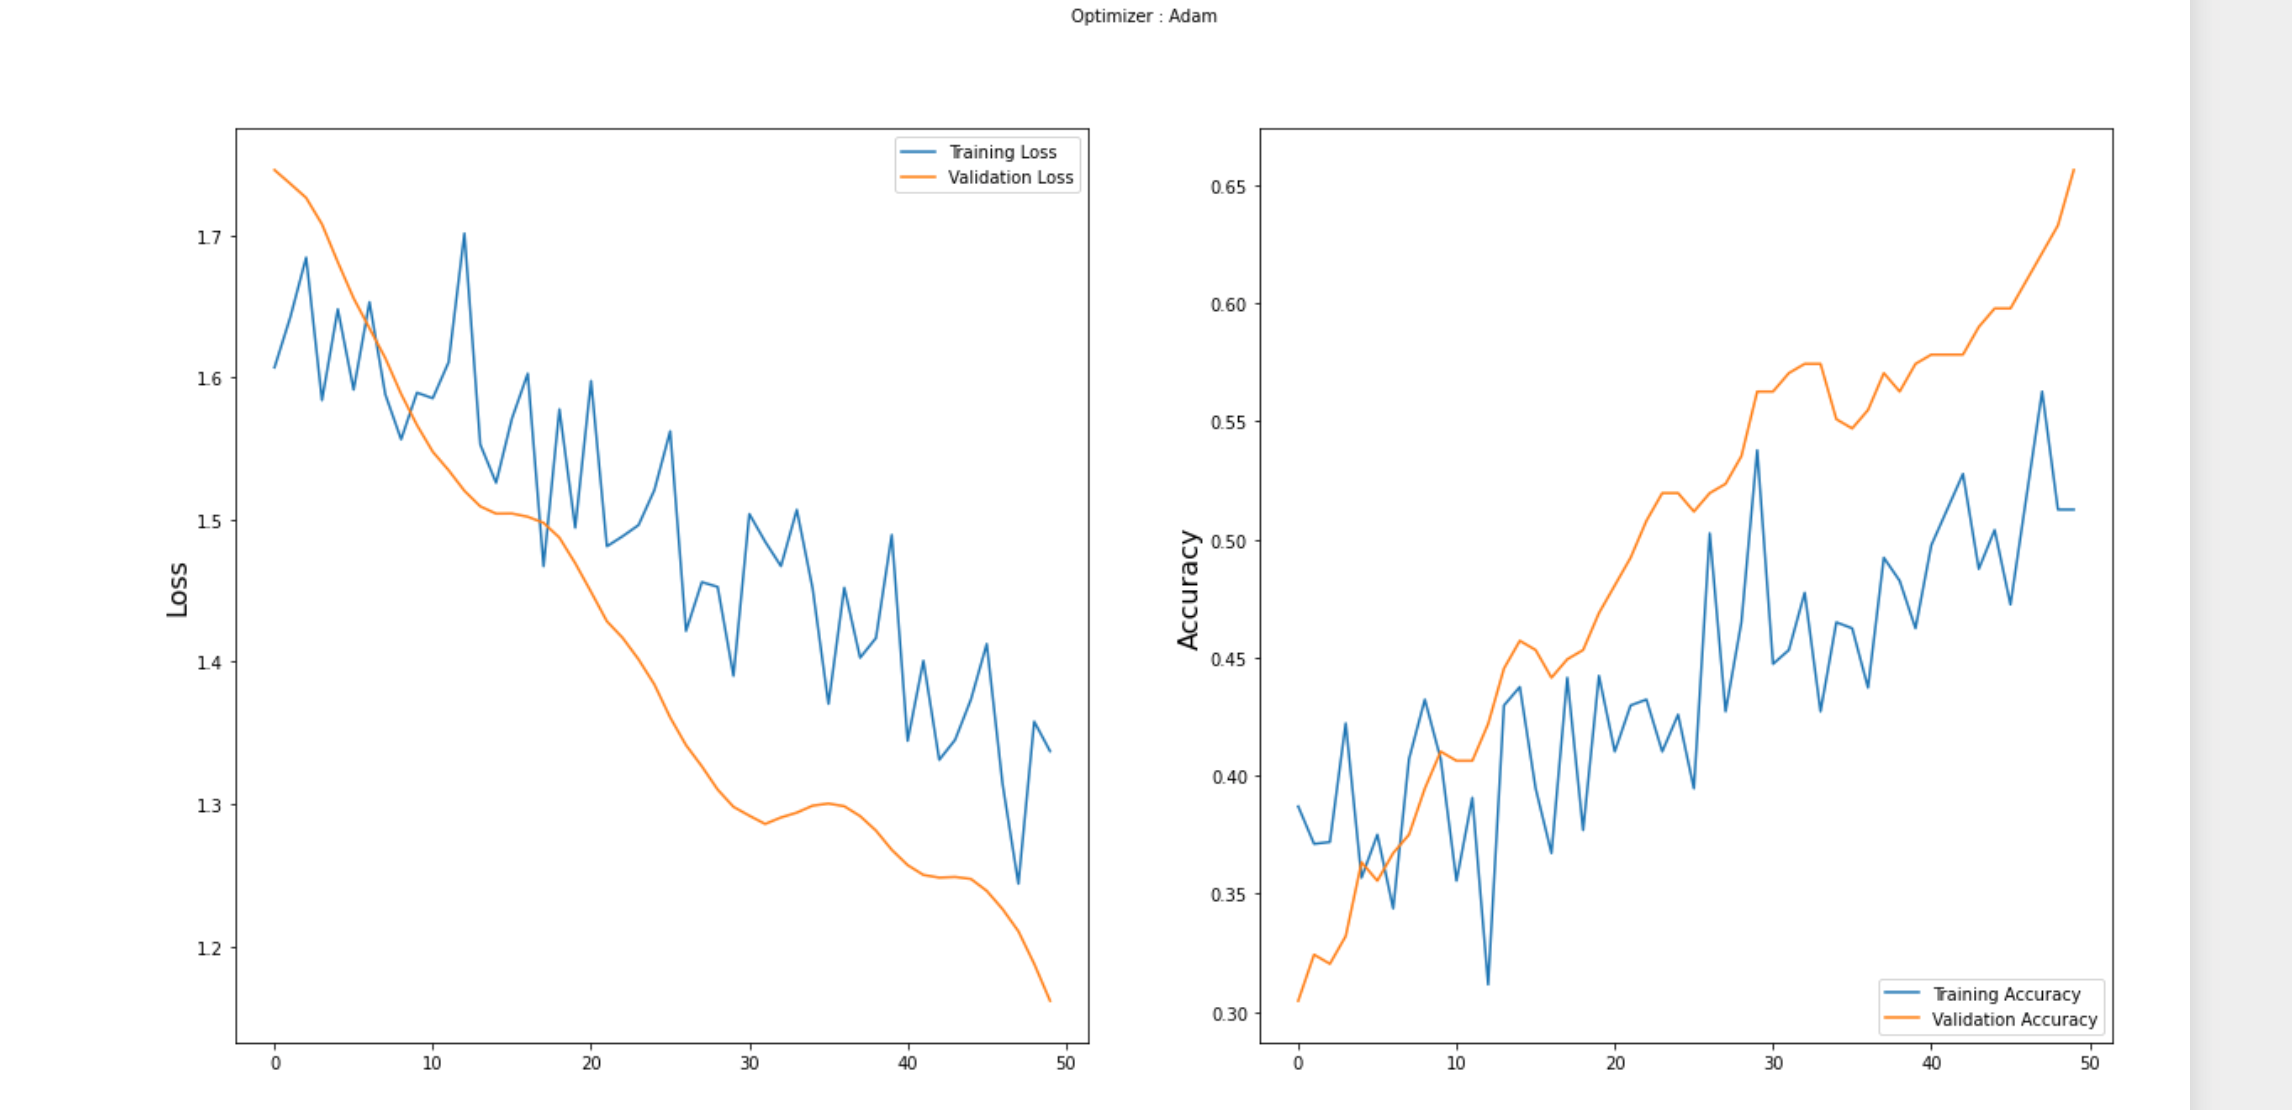 Optimizer : Adam
Training Loss
Validation Loss
1.7
1.6
1.5
1.4
1.3
1.2
Loss
0 10 20 30 40 50
0.65
0.60
0.55
0.50
0.45
0.40
0.35
0.30
Accuracy
Training Accuracy
Validation Accuracy
0 10 20 30 40 50